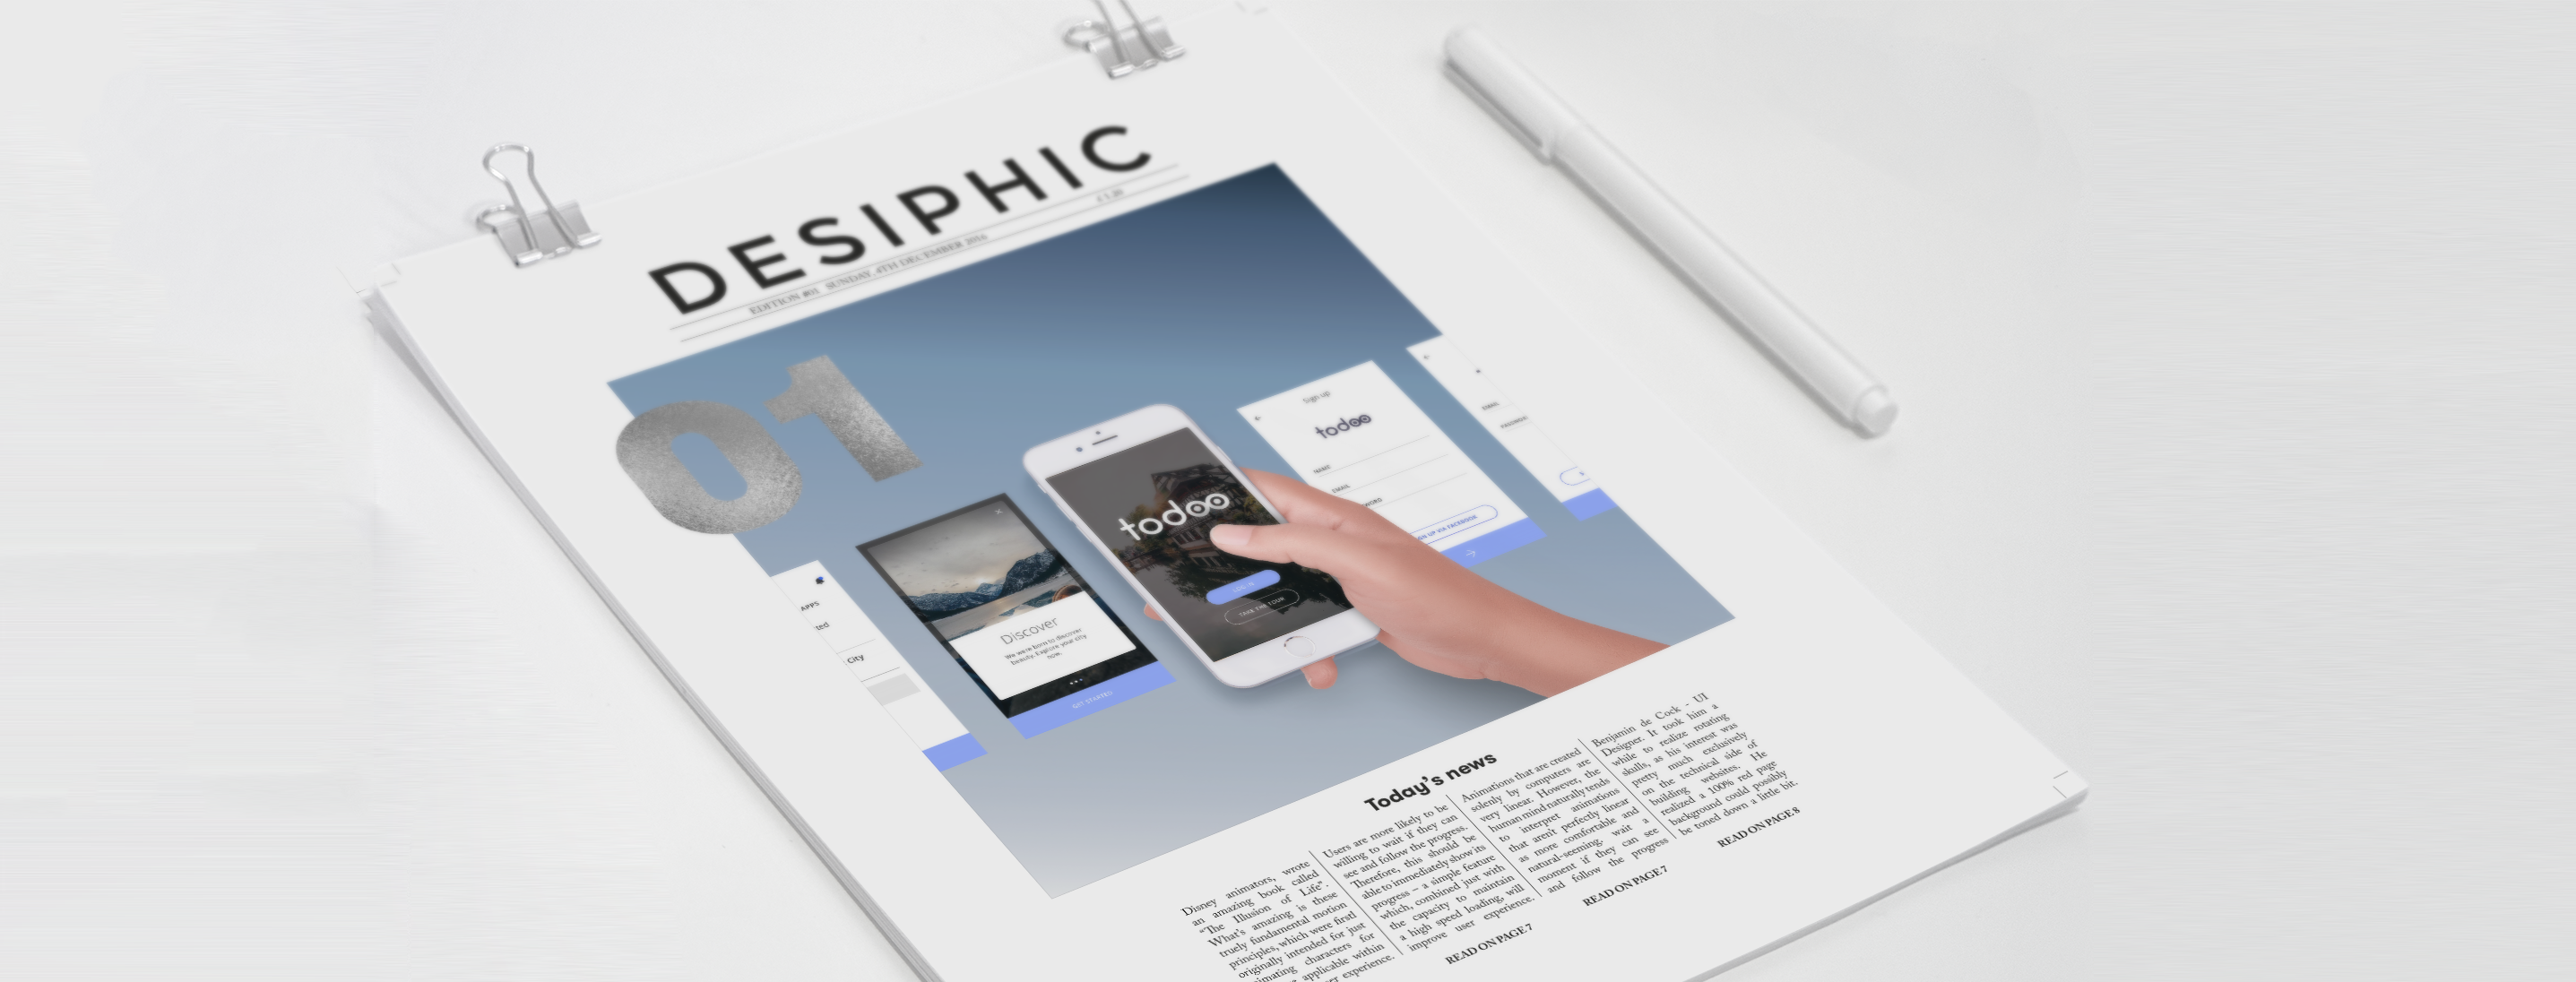 DESIPHIC
EDITION #01 SUNDAY, 4TH DECEMBER 2016
£1.20
01
Sign up
todoo
NAME
EMAIL
WORD
GN UP VIA FACEBOOK
EMAIL
PASSWORD
todoo
LOG IN
TAKE THE TOUR
Discover
We were born to discover
beauty. Explore your city
now.
GET STARTED
APPS
ted
City
Today's news
Disney animators, wrote
an amazing book called
“The Illusion of Life”.
What's amazing is these
truely fundamental motion
principles, which were firstl
originally intended for just
imating characters for
applicable within
er experience.
Users are more likely to be
willing to wait if they can
see and follow the progress.
Therefore, this should be
able to immediately show its
progress – a simple feature
which, combined just with
the capacity to maintain
a high speed loading, will
improve user experience.
READ ON PAGE 7
Animations that are created
solenly by computers are
very linear. However, the
human mind naturally tends
to interpret animations
that aren't perfectly linear
as more comfortable and
natural-seeming. wait a
moment if they can see
and follow the progress
READ ON PAGE 7
Benjamin de Cock - UI
Designer. It took him a
while to realize rotating
skills, as his interest was
pretty much exclusively
on the technical side of
building websites. He
realized a 100% red page
background could possibly
be toned down a little bit.
READ ON PAGE 8